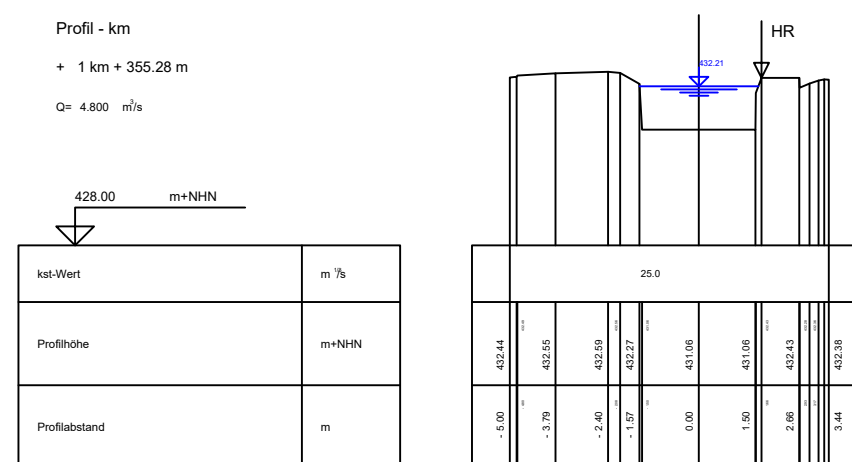 Profil - km
HR
+ 1 km + 355.28 m
432.21
Q= 4.800 m³/s
428.00 m+NHN
kst-Wert
25.0
Profilhöhe m+NHN
432.44 432.55 432.59 432.27 431.06 431.06 432.43 432.38
Profilabstand m
- 5.00 - 3.79 - 2.40 - 1.57 0.00 1.50 2.66 3.44